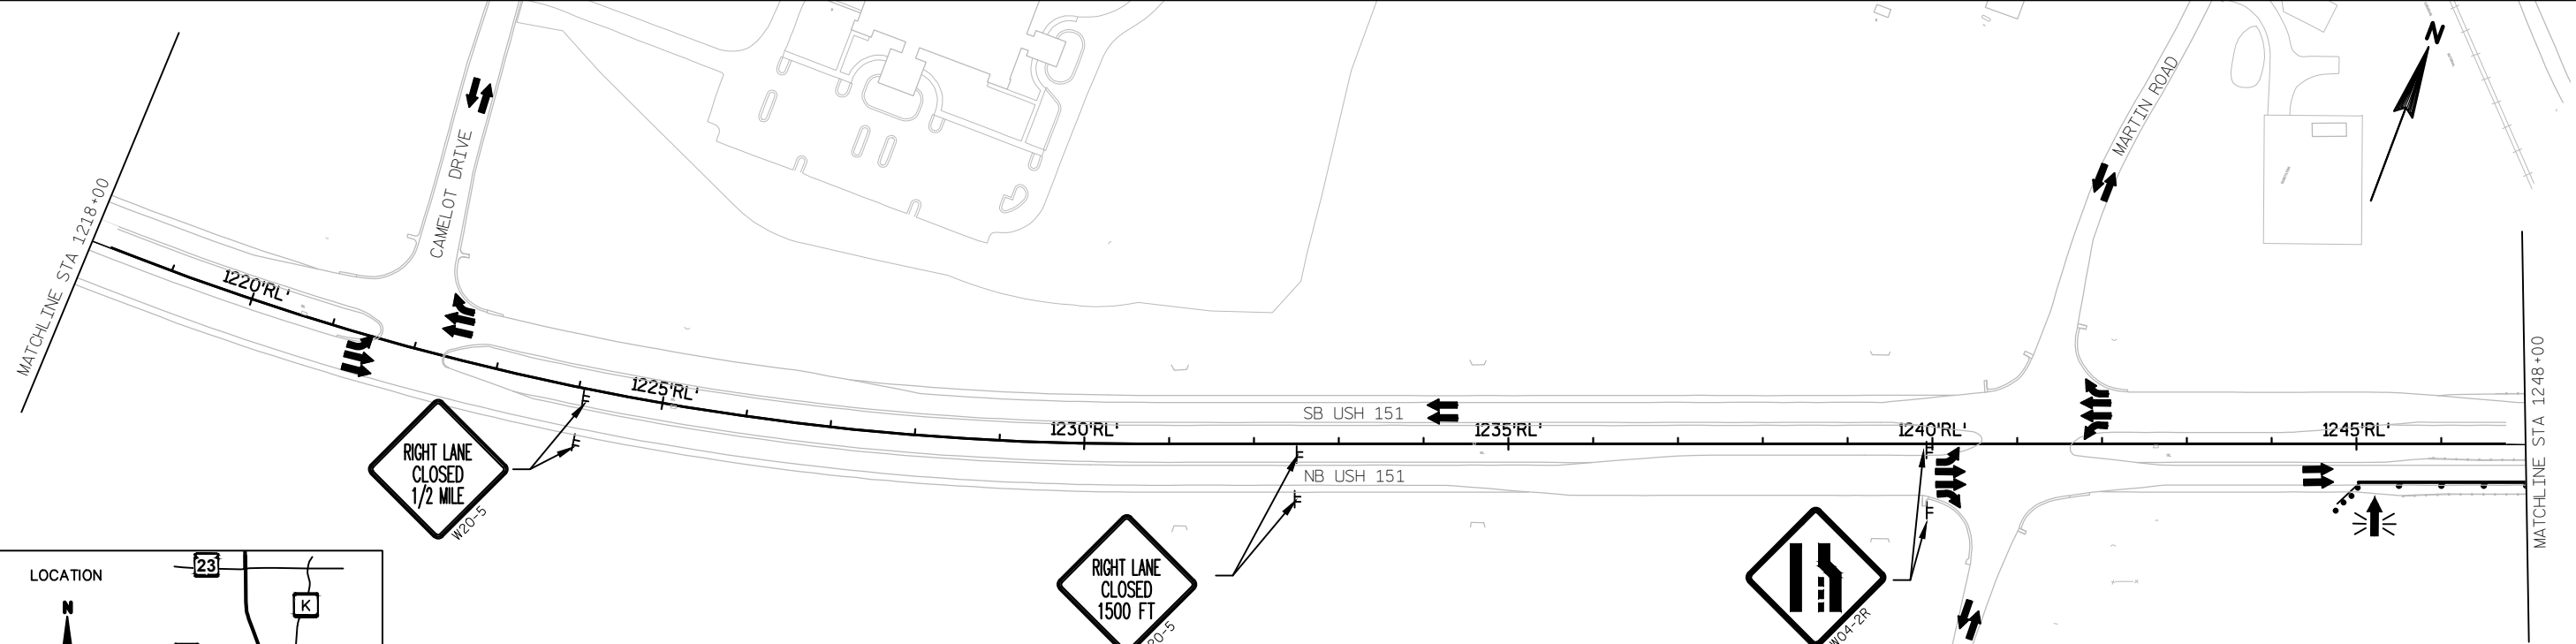 N
MARTIN ROAD
CAMELOT DRIVE
MATCHLINE STA 1218+00
1220'RL'
1225'RL'
SB USH 151
1230'RL'
1235'RL'
1240'RL'
1245'RL'
MATCHLINE STA 1248+00
NB USH 151
RIGHT LANE
CLOSED
1/2 MILE
W20-5
RIGHT LANE
CLOSED
1500 FT
20-5
W04-2R
LOCATION
N
23
K